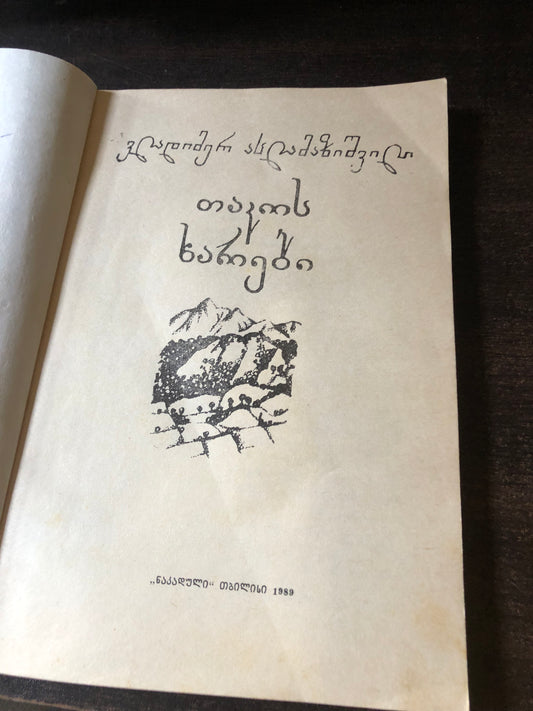 ვლადიმერ ასლამაზიშვილი
თაკოს
ხარები
„ნაკადული“ თბილისი 1989